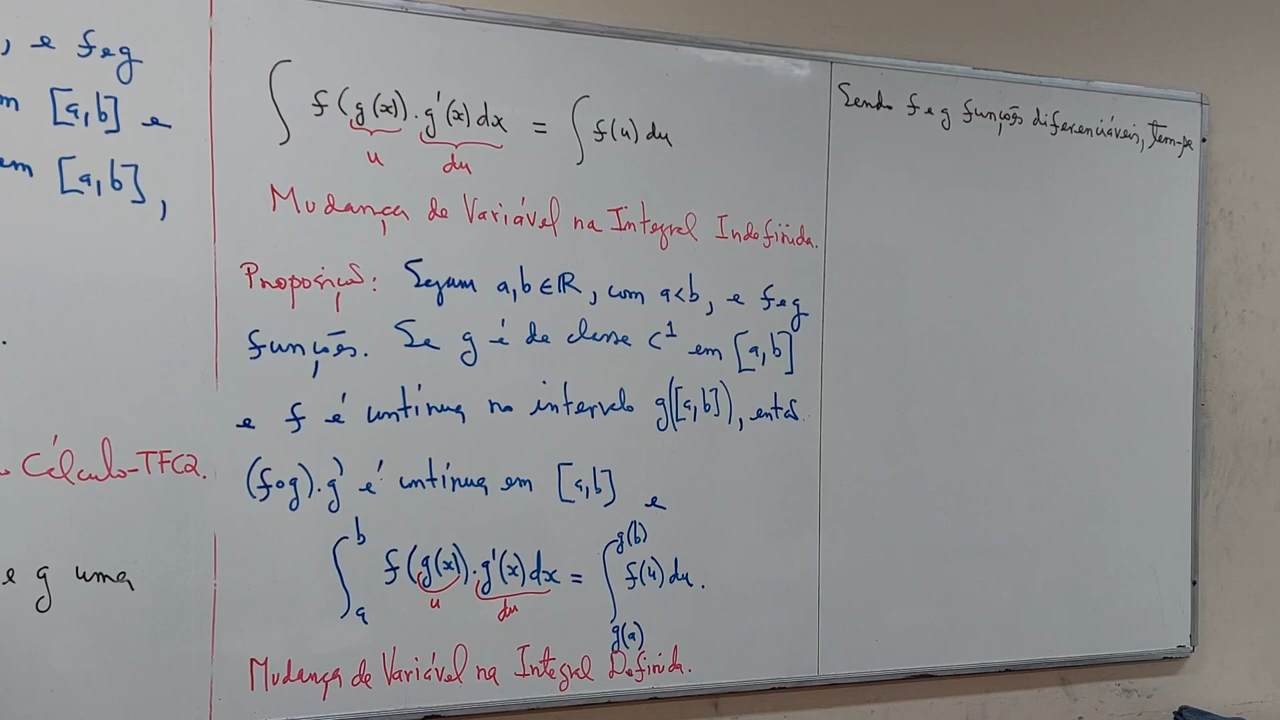 , e f e g
em [a,b] e
em [a,b],
.
Cálculo-TFC2.
e g uma
∫ f(g(x)).g'(x)dx = ∫ f(u)du
u du
Mudança de Variável na Integral Indefinida.
Proposição: Sejam a,b∈ℝ, com a<b, e f e g
funções. Se g é de classe C¹ em [a,b]
e f é contínua no intervalo g([a,b]), então
(f∘g).g' é contínua em [a,b] e
∫_a^b f(g(x)).g'(x)dx = ∫_{g(a)}^{g(b)} f(u)du.
u du
Mudança de Variável na Integral Definida.
Sendo f e g funções diferenciáveis, tem-se